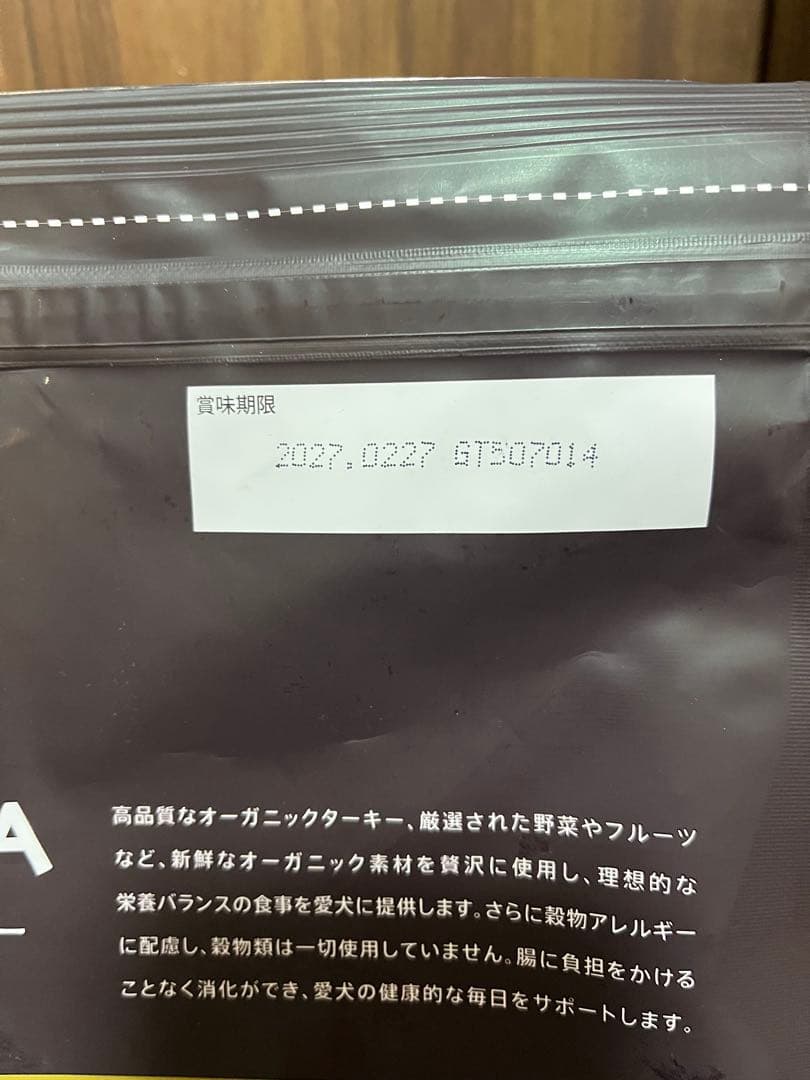 賞味期限
2027.0227 GT507014
A
高品質なオーガニックターキー、厳選された野菜やフルーツ
など、新鮮なオーガニック素材を贅沢に使用し、理想的な
栄養バランスの食事を愛犬に提供します。さらに穀物アレルギー
に配慮し、穀物類は一切使用していません。腸に負担をかける
ことなく消化ができ、愛犬の健康的な毎日をサポートします。